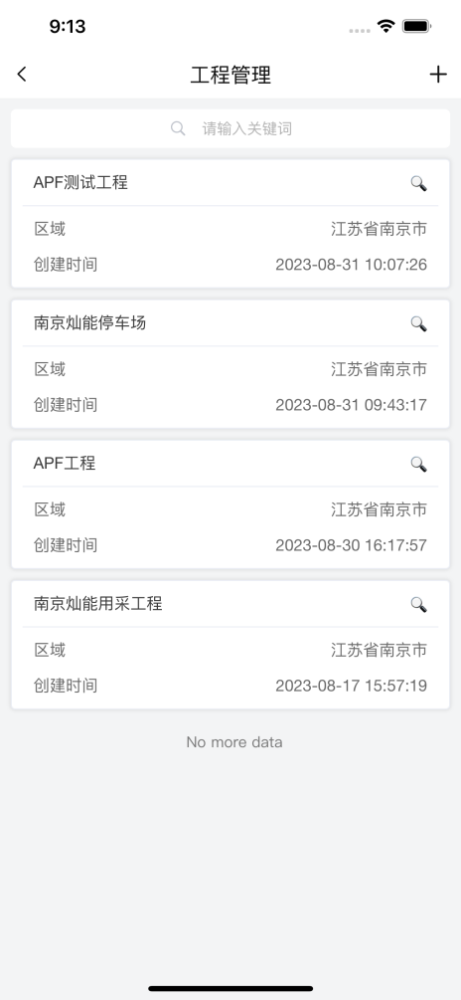 9:13
工程管理
请输入关键词
APF测试工程
区域 江苏省南京市
创建时间 2023-08-31 10:07:26
南京灿能停车场
区域 江苏省南京市
创建时间 2023-08-31 09:43:17
APF工程
区域 江苏省南京市
创建时间 2023-08-30 16:17:57
南京灿能用采工程
区域 江苏省南京市
创建时间 2023-08-17 15:57:19
No more data